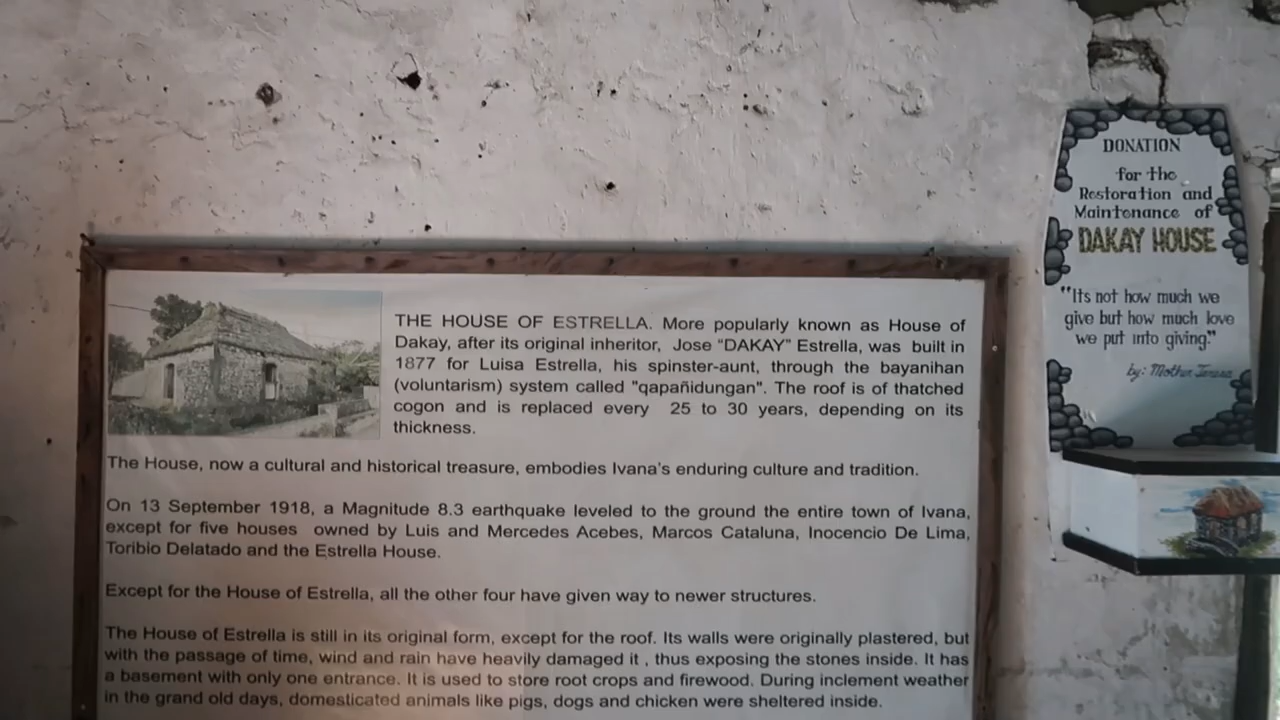 THE HOUSE OF ESTRELLA. More popularly known as House of
Dakay, after its original inheritor, Jose "DAKAY" Estrella, was built in
1877 for Luisa Estrella, his spinster-aunt, through the bayanihan
(voluntarism) system called "qapañidungan". The roof is of thatched
cogon and is replaced every 25 to 30 years, depending on its
thickness.
The House, now a cultural and historical treasure, embodies Ivana's enduring culture and tradition.
On 13 September 1918, a Magnitude 8.3 earthquake leveled to the ground the entire town of Ivana,
except for five houses owned by Luis and Mercedes Acebes, Marcos Cataluna, Inocencio De Lima,
Toribio Delatado and the Estrella House.
Except for the House of Estrella, all the other four have given way to newer structures.
The House of Estrella is still in its original form, except for the roof. Its walls were originally plastered, but
with the passage of time, wind and rain have heavily damaged it , thus exposing the stones inside. It has
a basement with only one entrance. It is used to store root crops and firewood. During inclement weather
in the grand old days, domesticated animals like pigs, dogs and chicken were sheltered inside.
DONATION
for the
Restoration and
Maintenance of
DAKAY HOUSE
"Its not how much we
give but how much love
we put into giving."
by: Mother Teresa